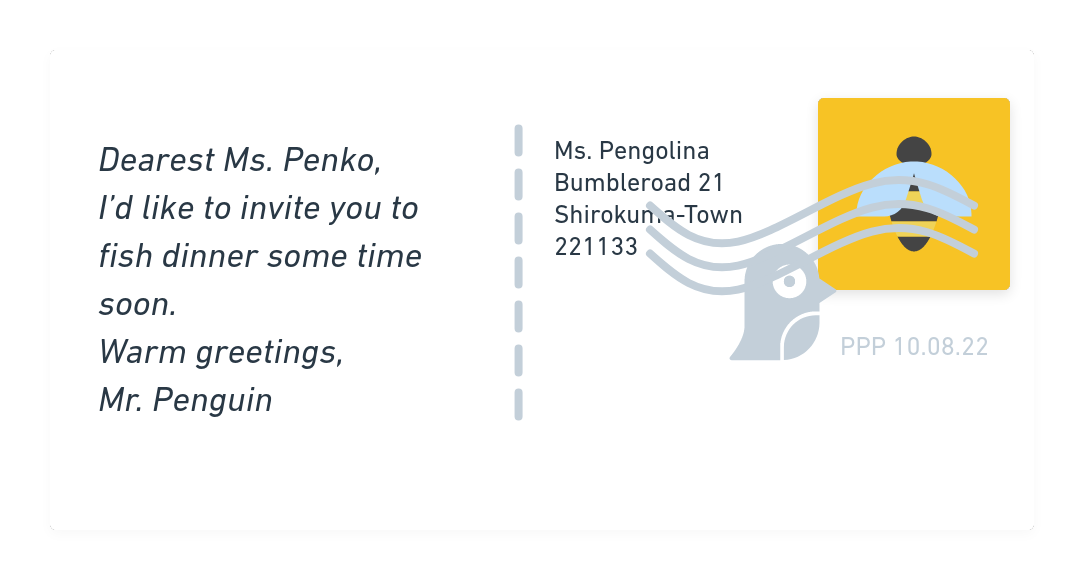 Dearest Ms. Penko,
I'd like to invite you to
fish dinner some time
soon.
Warm greetings,
Mr. Penguin
Ms. Pengolina
Bumbleroad 21
Shirokuma-Town
221133
PPP 10.08.22